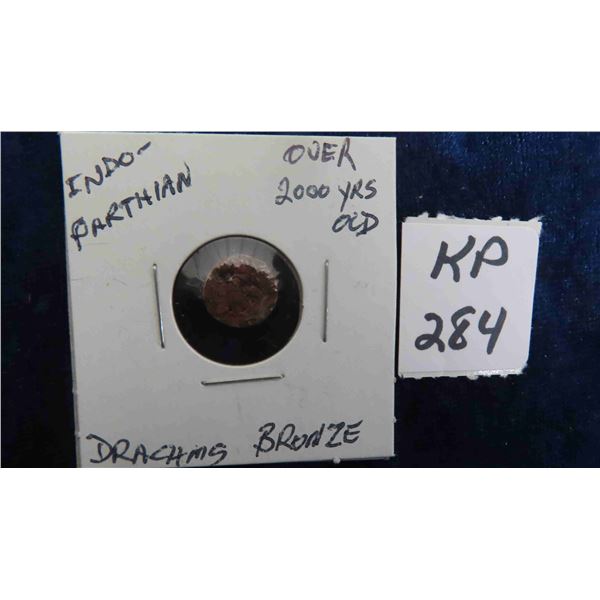 INDO-
PARTHIAN
OVER
2000 YRS
OLD
DRACHMS BRONZE
KP
284